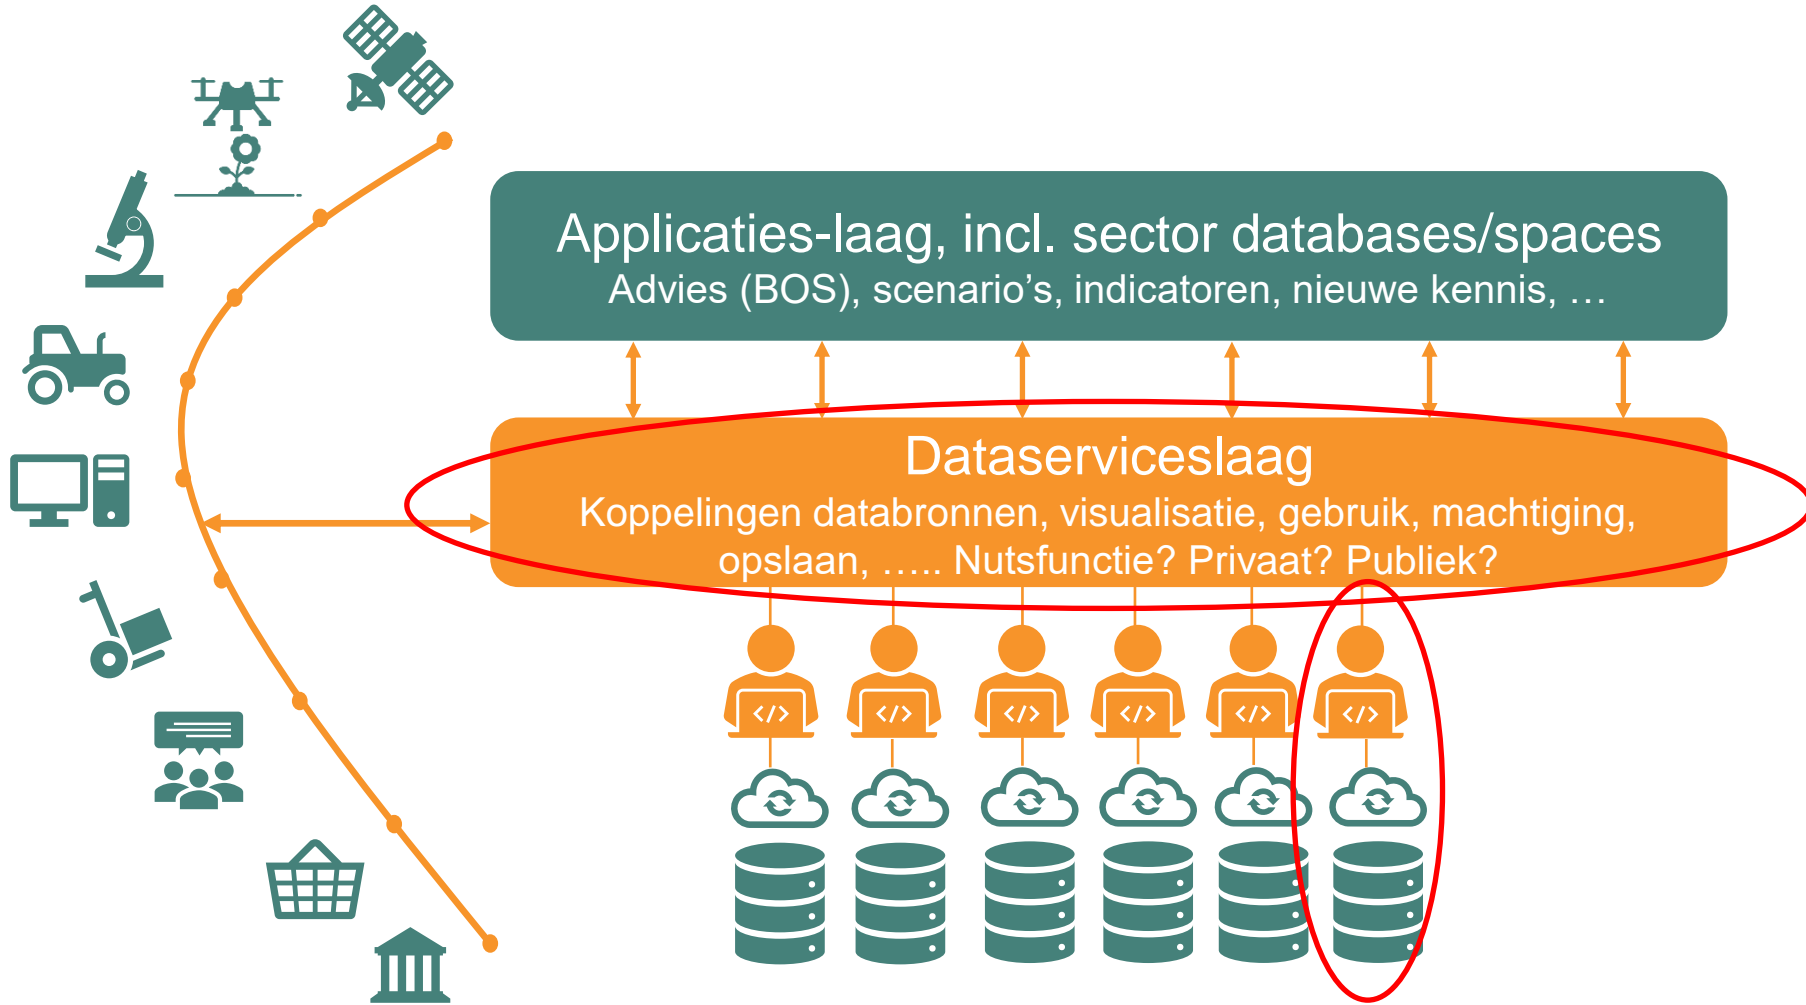 Applicaties-laag, incl. sector databases/spaces
Advies (BOS), scenario’s, indicatoren, nieuwe kennis, …
Dataserviceslaag
Koppelingen databronnen, visualisatie, gebruik, machtiging,
opslaan, ….. Nutsfunctie? Privaat? Publiek?
</>
</>
</>
</>
</>
</>